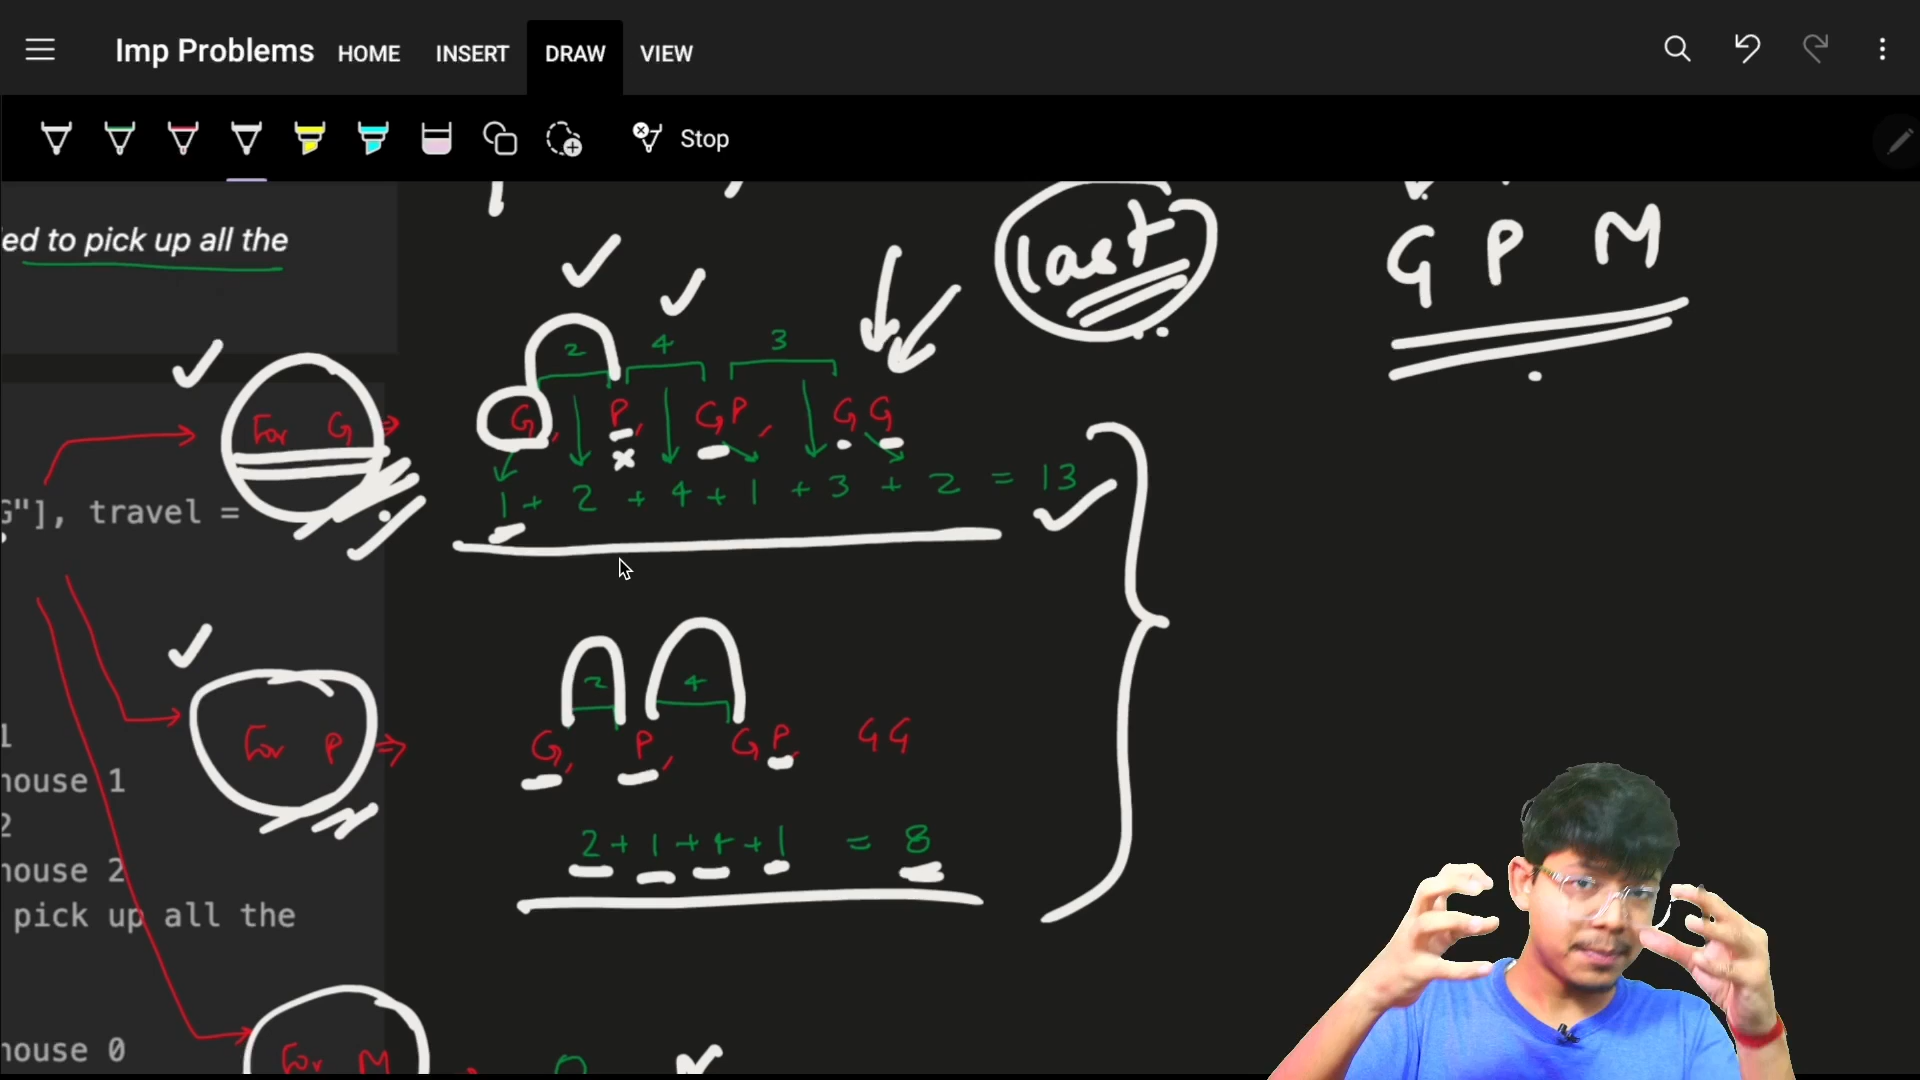 Imp Problems HOME INSERT DRAW VIEW
Stop
ed to pick up all the
last
G P M
2 4 3
For G ⇒ G, P, GP, GG
1 + 2 + 4 + 1 + 3 + 2 = 13
G"], travel =
2 4
For P ⇒ G, P, GP, GG
1
house 1
2
2 + 1 + 4 + 1 = 8
house 2
pick up all the
house 0
For M